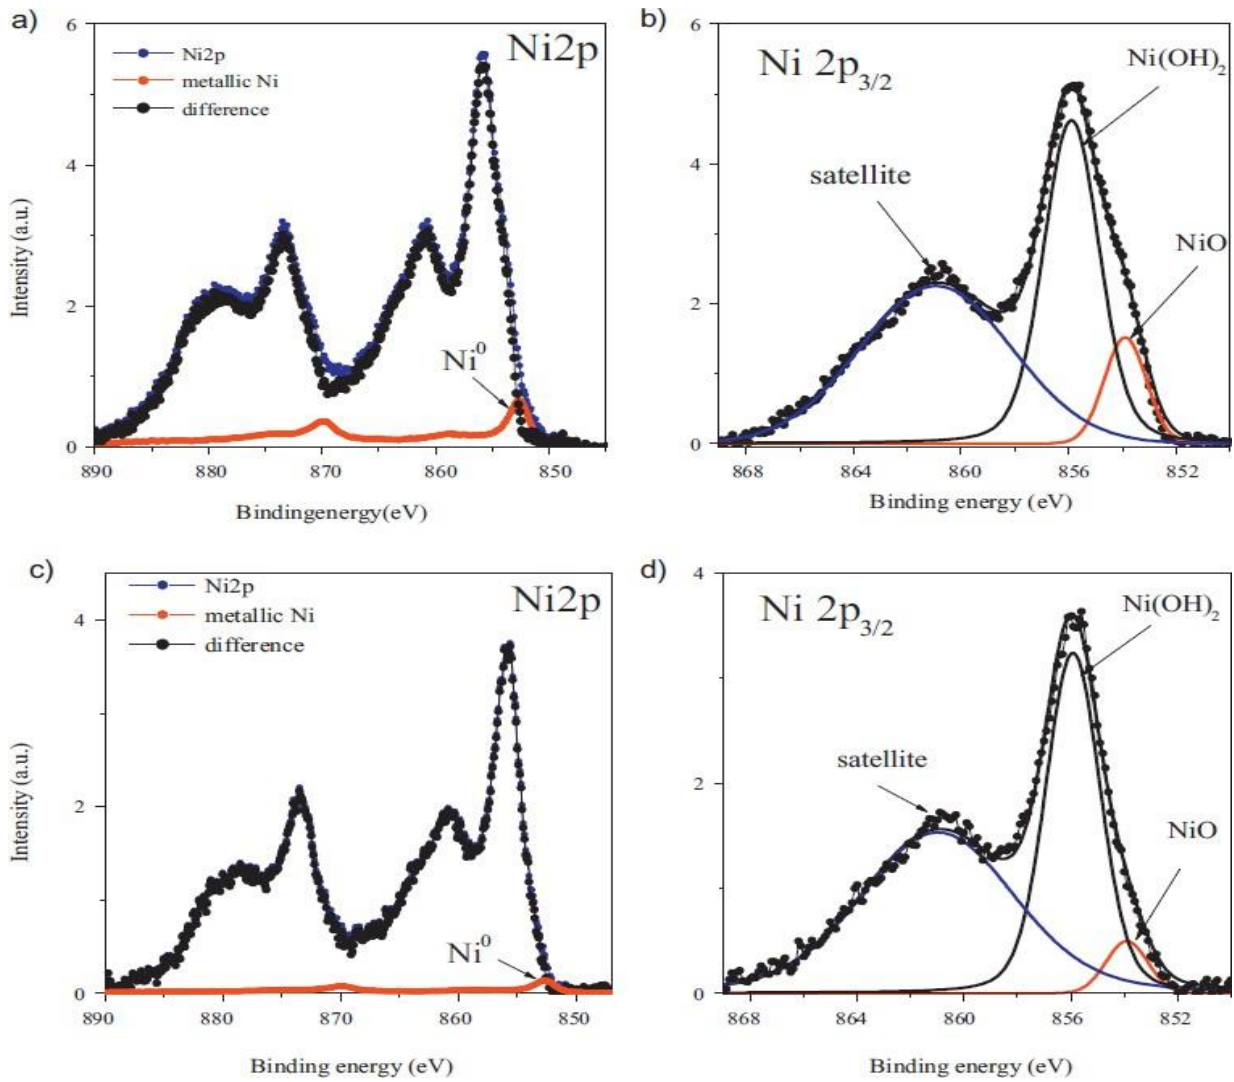 a)
Ni2p
metallic Ni
difference
Ni2p
Ni⁰
Intensity (a.u.)
6
4
2
0
890
880
870
860
850
Bindingenergy(eV)
b)
Ni 2p3/2
Ni(OH)2
satellite
NiO
6
4
2
0
868
864
860
856
852
Binding energy (eV)
c)
Ni2p
metallic Ni
difference
Ni2p
Ni⁰
Intensity (a.u.)
4
2
0
890
880
870
860
850
Binding energy (eV)
d)
Ni 2p3/2
Ni(OH)2
satellite
NiO
4
2
0
868
864
860
856
852
Binding energy (eV)